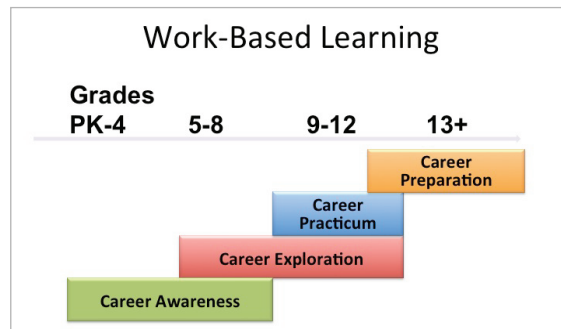 Work-Based Learning
Grades
PK-4 5-8 9-12 13+
Career
Preparation
Career
Practicum
Career Exploration
Career Awareness